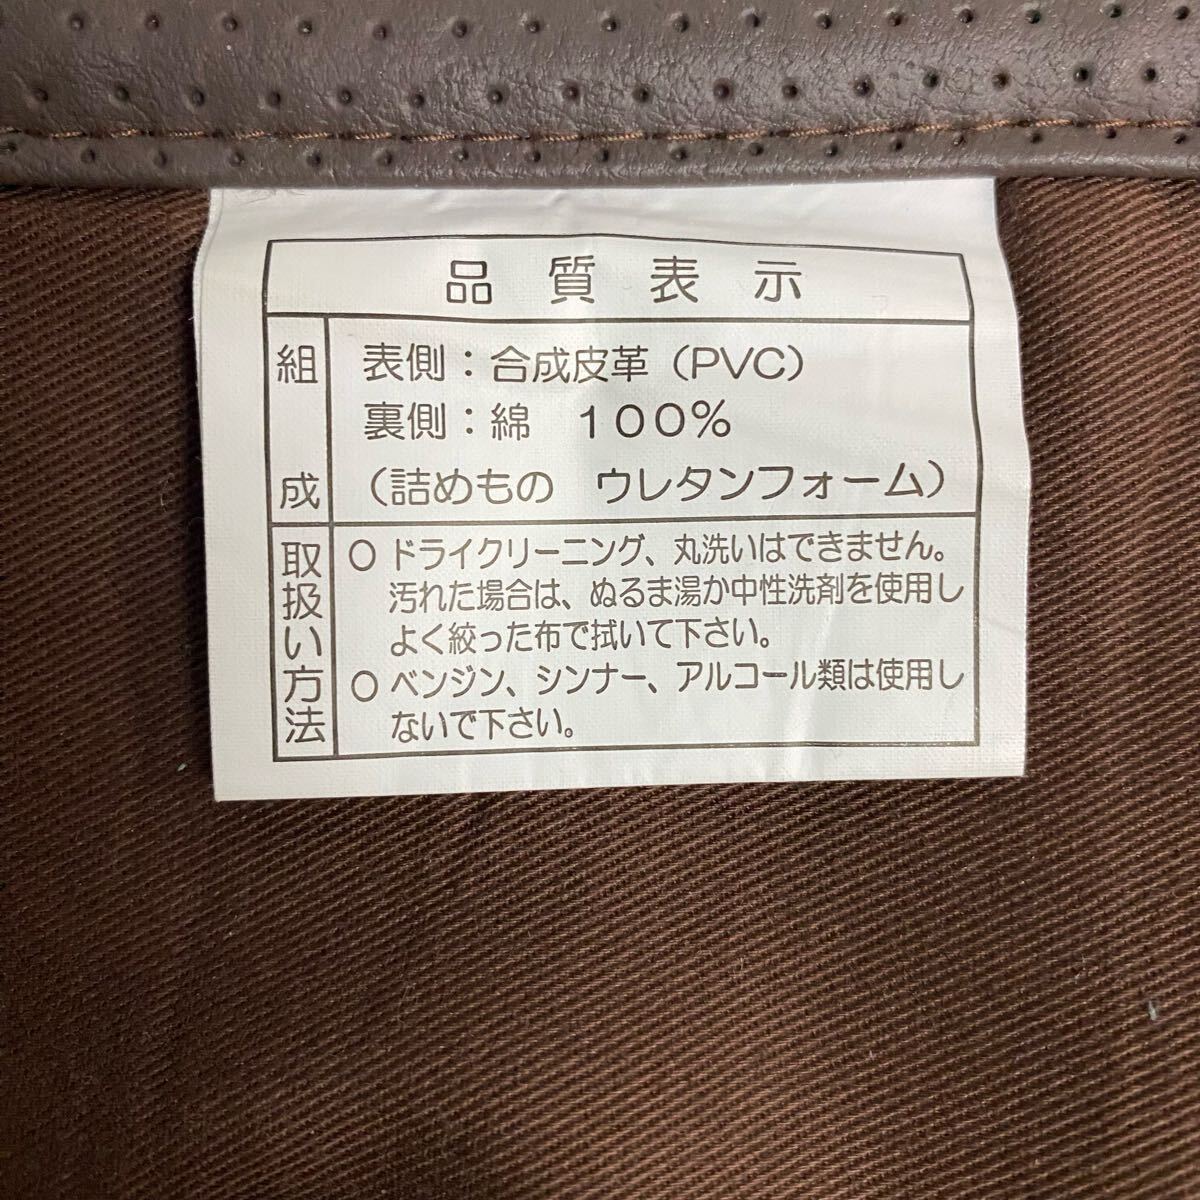 品質表示
組成
表側：合成皮革（PVC）
裏側：綿　１００％
（詰めもの　ウレタンフォーム）
取扱い方法
○ ドライクリーニング、丸洗いはできません。
汚れた場合は、ぬるま湯か中性洗剤を使用し
よく絞った布で拭いて下さい。
○ ベンジン、シンナー、アルコール類は使用し
ないで下さい。